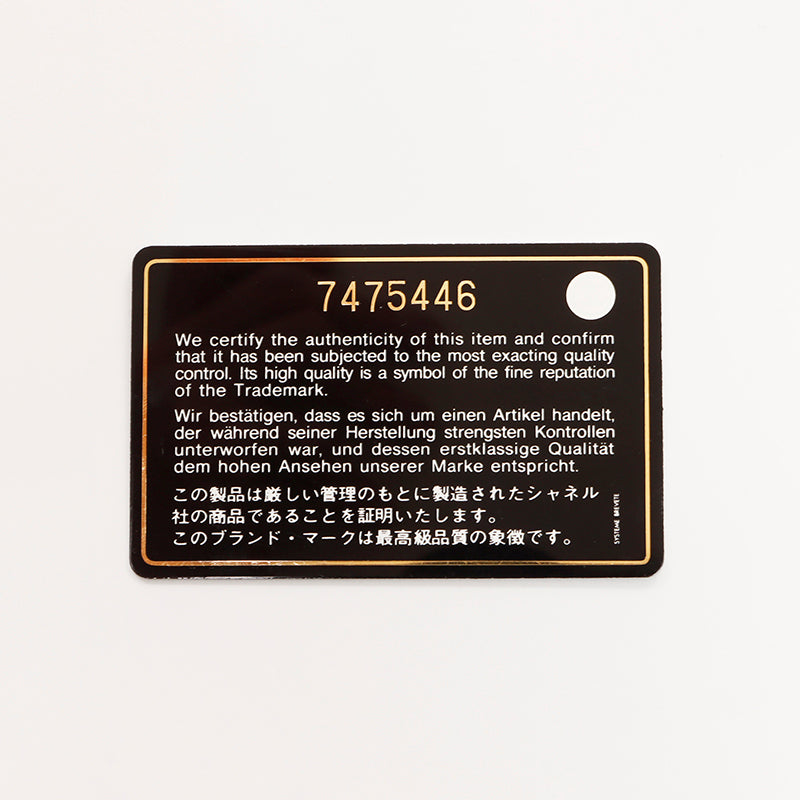 7475446
We certify the authenticity of this item and confirm
that it has been subjected to the most exacting quality
control. Its high quality is a symbol of the fine reputation
of the Trademark.
Wir bestätigen, dass es sich um einen Artikel handelt,
der während seiner Herstellung strengsten Kontrollen
unterworfen war, und dessen erstklassige Qualität
dem hohen Ansehen unserer Marke entspricht.
この製品は厳しい管理のもとに製造されたシャネル
社の商品であることを証明いたします。
このブランド・マークは最高級品質の象徴です。
SYSTEME BREVETE